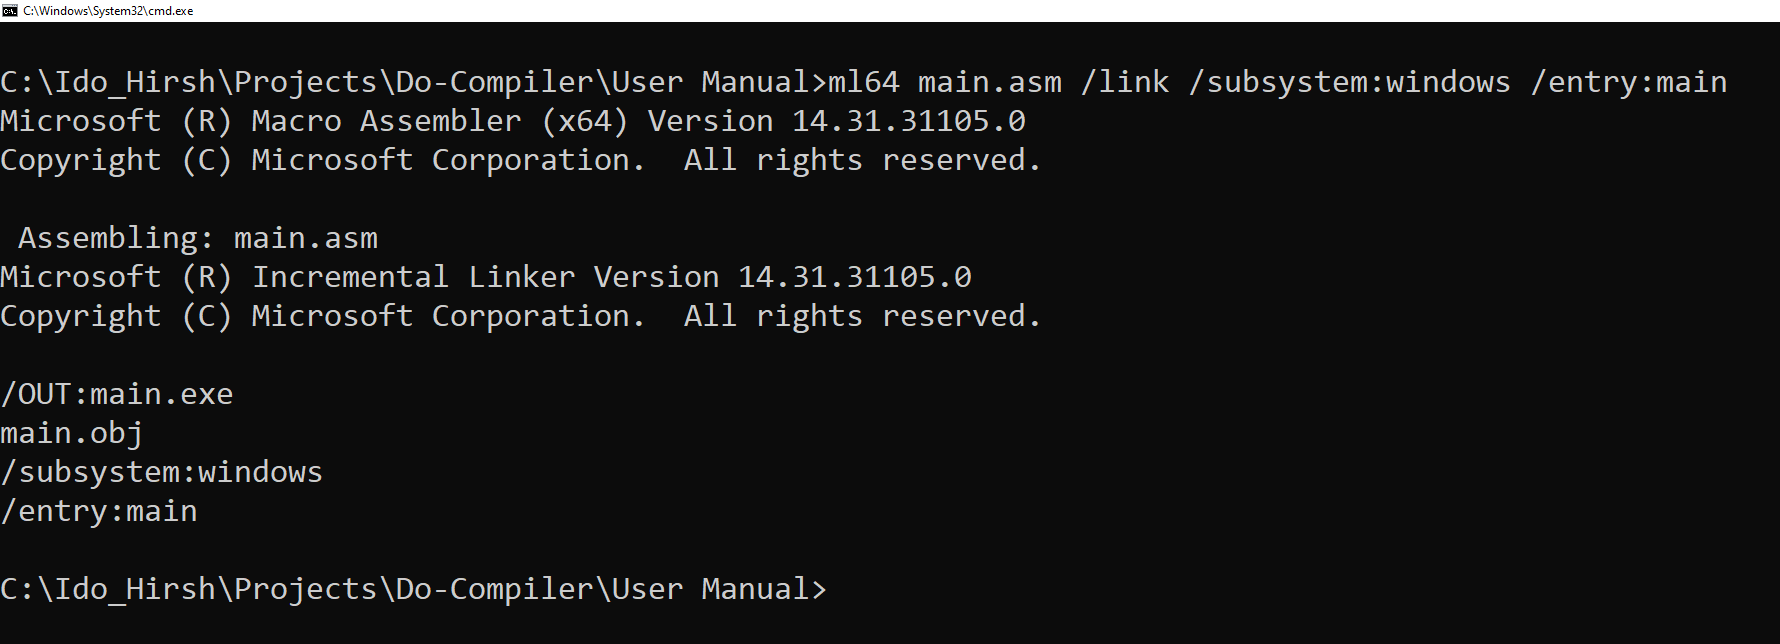 C:\Windows\System32\cmd.exe
C:\Ido_Hirsh\Projects\Do-Compiler\User Manual>ml64 main.asm /link /subsystem:windows /entry:main
Microsoft (R) Macro Assembler (x64) Version 14.31.31105.0
Copyright (C) Microsoft Corporation.  All rights reserved.
 Assembling: main.asm
Microsoft (R) Incremental Linker Version 14.31.31105.0
Copyright (C) Microsoft Corporation.  All rights reserved.
/OUT:main.exe
main.obj
/subsystem:windows
/entry:main
C:\Ido_Hirsh\Projects\Do-Compiler\User Manual>